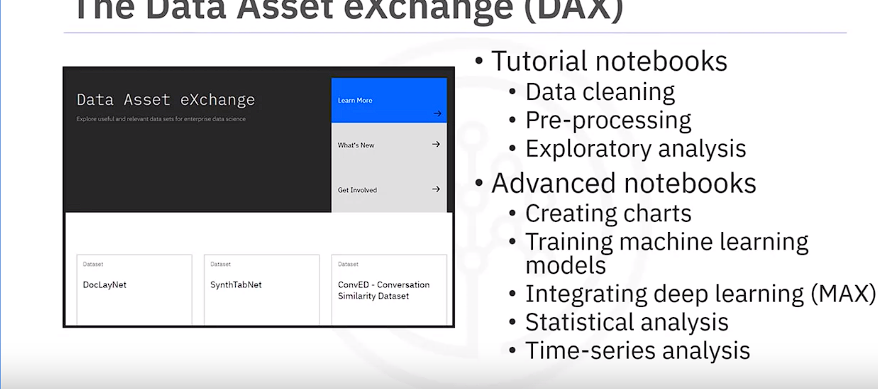 The Data Asset eXchange (DAX)
Data Asset eXchange
Explore useful and relevant data sets for enterprise data science
Learn More →
What's New →
Get Involved →
Dataset
DocLayNet
Dataset
SynthTabNet
Dataset
ConvED - Conversation
Similarity Dataset
• Tutorial notebooks
• Data cleaning
• Pre-processing
• Exploratory analysis
• Advanced notebooks
• Creating charts
• Training machine learning
models
• Integrating deep learning (MAX)
• Statistical analysis
• Time-series analysis